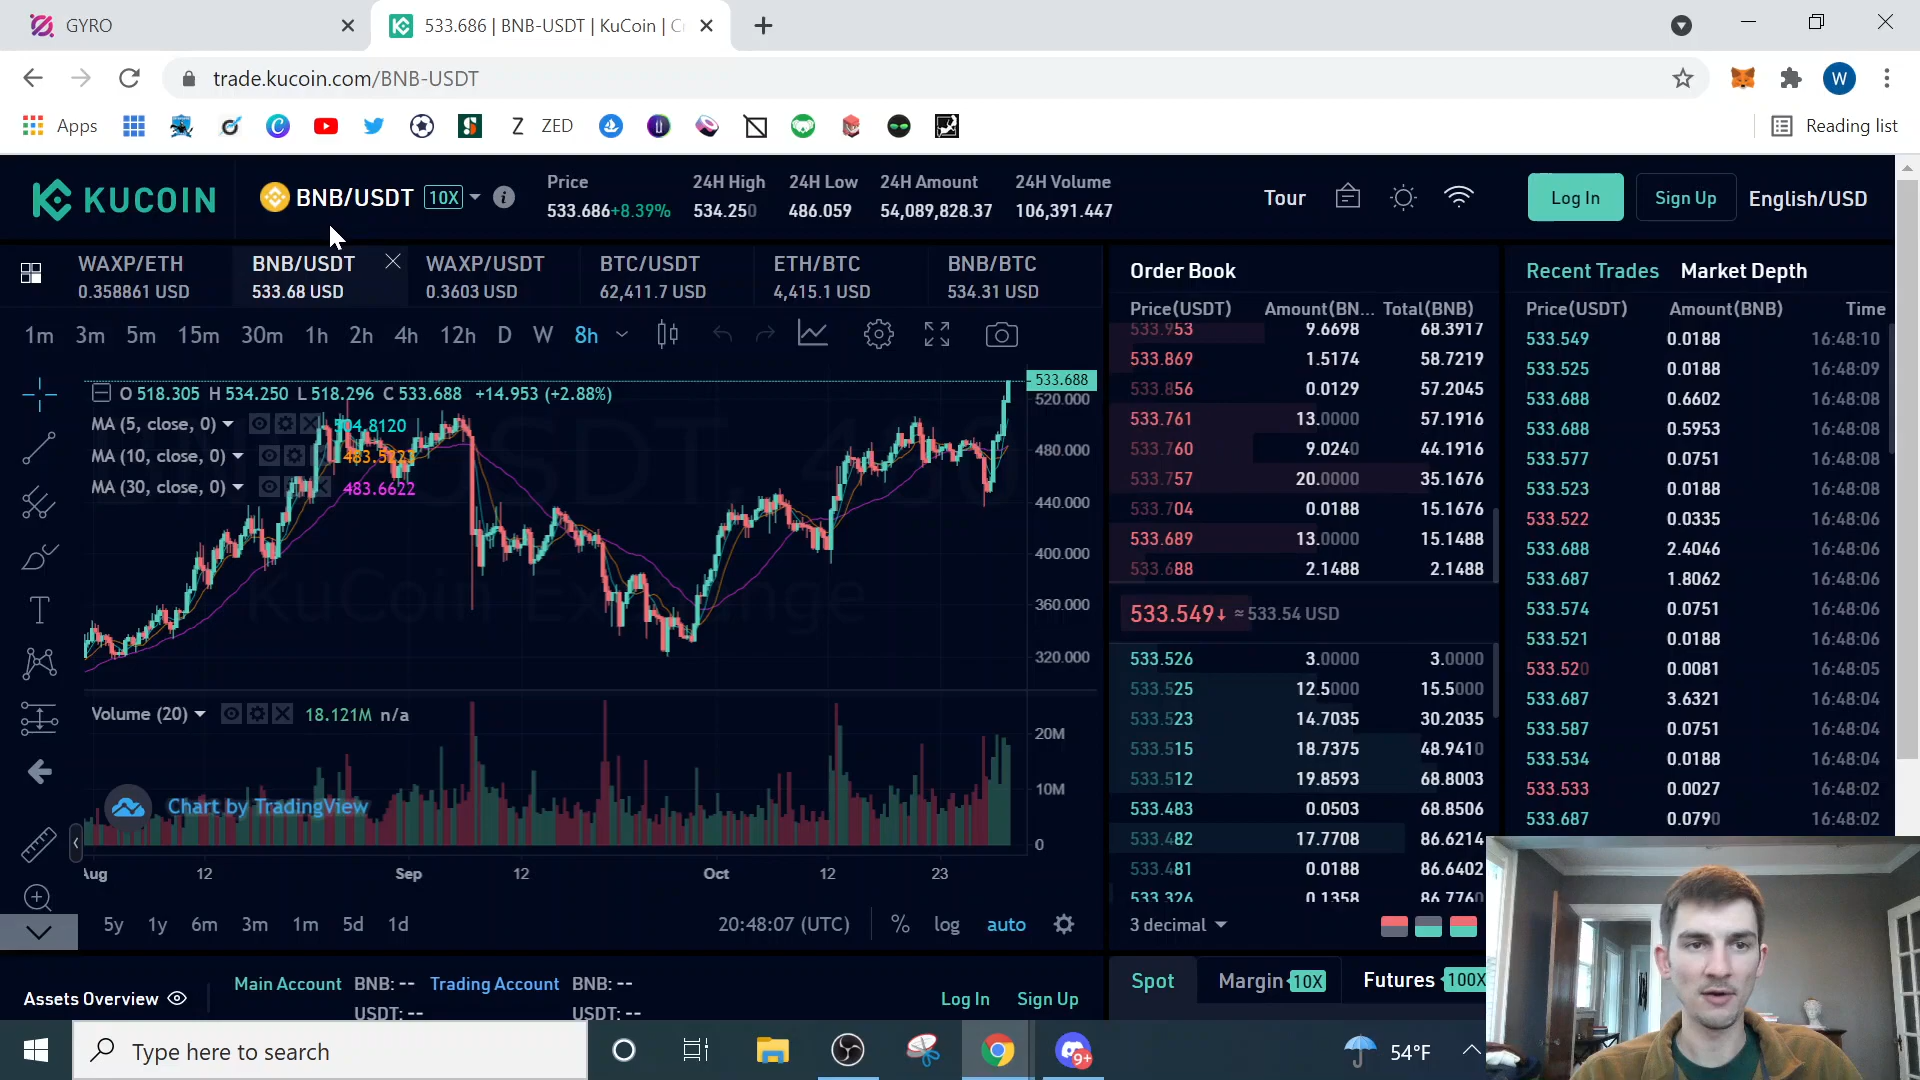 GYRO
533.686 | BNB-USDT | KuCoin | C
trade.kucoin.com/BNB-USDT
W
Apps
Z ZED
Reading list
KUCOIN
BNB/USDT 10X
Price 24H High 24H Low 24H Amount 24H Volume
533.686+8.39% 534.250 486.059 54,089,828.37 106,391.447
Tour
Log In
Sign Up
English/USD
WAXP/ETH BNB/USDT WAXP/USDT BTC/USDT ETH/BTC BNB/BTC
0.358861 USD 533.68 USD 0.3603 USD 62,411.7 USD 4,415.1 USD 534.31 USD
1m 3m 5m 15m 30m 1h 2h 4h 12h D W 8h
O 518.305 H 534.250 L 518.296 C 533.688 +14.953 (+2.88%)
MA (5, close, 0) 504.8120
MA (10, close, 0)
MA (30, close, 0) 483.6622
533.688
520.000
480.000
440.000
400.000
360.000
320.000
KuCoin Exchange
Volume (20) 18.121M n/a
20M
10M
0
Chart by TradingView
Aug 12 Sep 12 Oct 12 23
5y 1y 6m 3m 1m 5d 1d
20:48:07 (UTC) % log auto
Order Book
Price(USDT) Amount(BN... Total(BNB)
533.953 9.6698 68.3917
533.869 1.5174 58.7219
533.856 0.0129 57.2045
533.761 13.0000 57.1916
533.760 9.0240 44.1916
533.757 20.0000 35.1676
533.704 0.0188 15.1676
533.689 13.0000 15.1488
533.688 2.1488 2.1488
533.549↓ ≈533.54 USD
533.526 3.0000 3.0000
533.525 12.5000 15.5000
533.523 14.7035 30.2035
533.515 18.7375 48.9410
533.512 19.8593 68.8003
533.483 0.0503 68.8506
533.482 17.7708 86.6214
533.481 0.0188 86.6402
533.326 0.1358 86.7760
3 decimal
Recent Trades Market Depth
Price(USDT) Amount(BNB) Time
533.549 0.0188 16:48:10
533.525 0.0188 16:48:09
533.688 0.6602 16:48:08
533.688 0.5953 16:48:08
533.577 0.0751 16:48:08
533.523 0.0188 16:48:08
533.522 0.0335 16:48:06
533.688 2.4046 16:48:06
533.687 1.8062 16:48:06
533.574 0.0751 16:48:06
533.521 0.0188 16:48:06
533.520 0.0081 16:48:05
533.687 3.6321 16:48:04
533.587 0.0751 16:48:04
533.534 0.0188 16:48:04
533.533 0.0027 16:48:02
533.687 0.0790 16:48:02
Spot Margin 10X Futures 100X
Assets Overview
Main Account BNB: -- Trading Account BNB: --
USDT: -- USDT: --
Log In Sign Up
Type here to search
9+
54°F